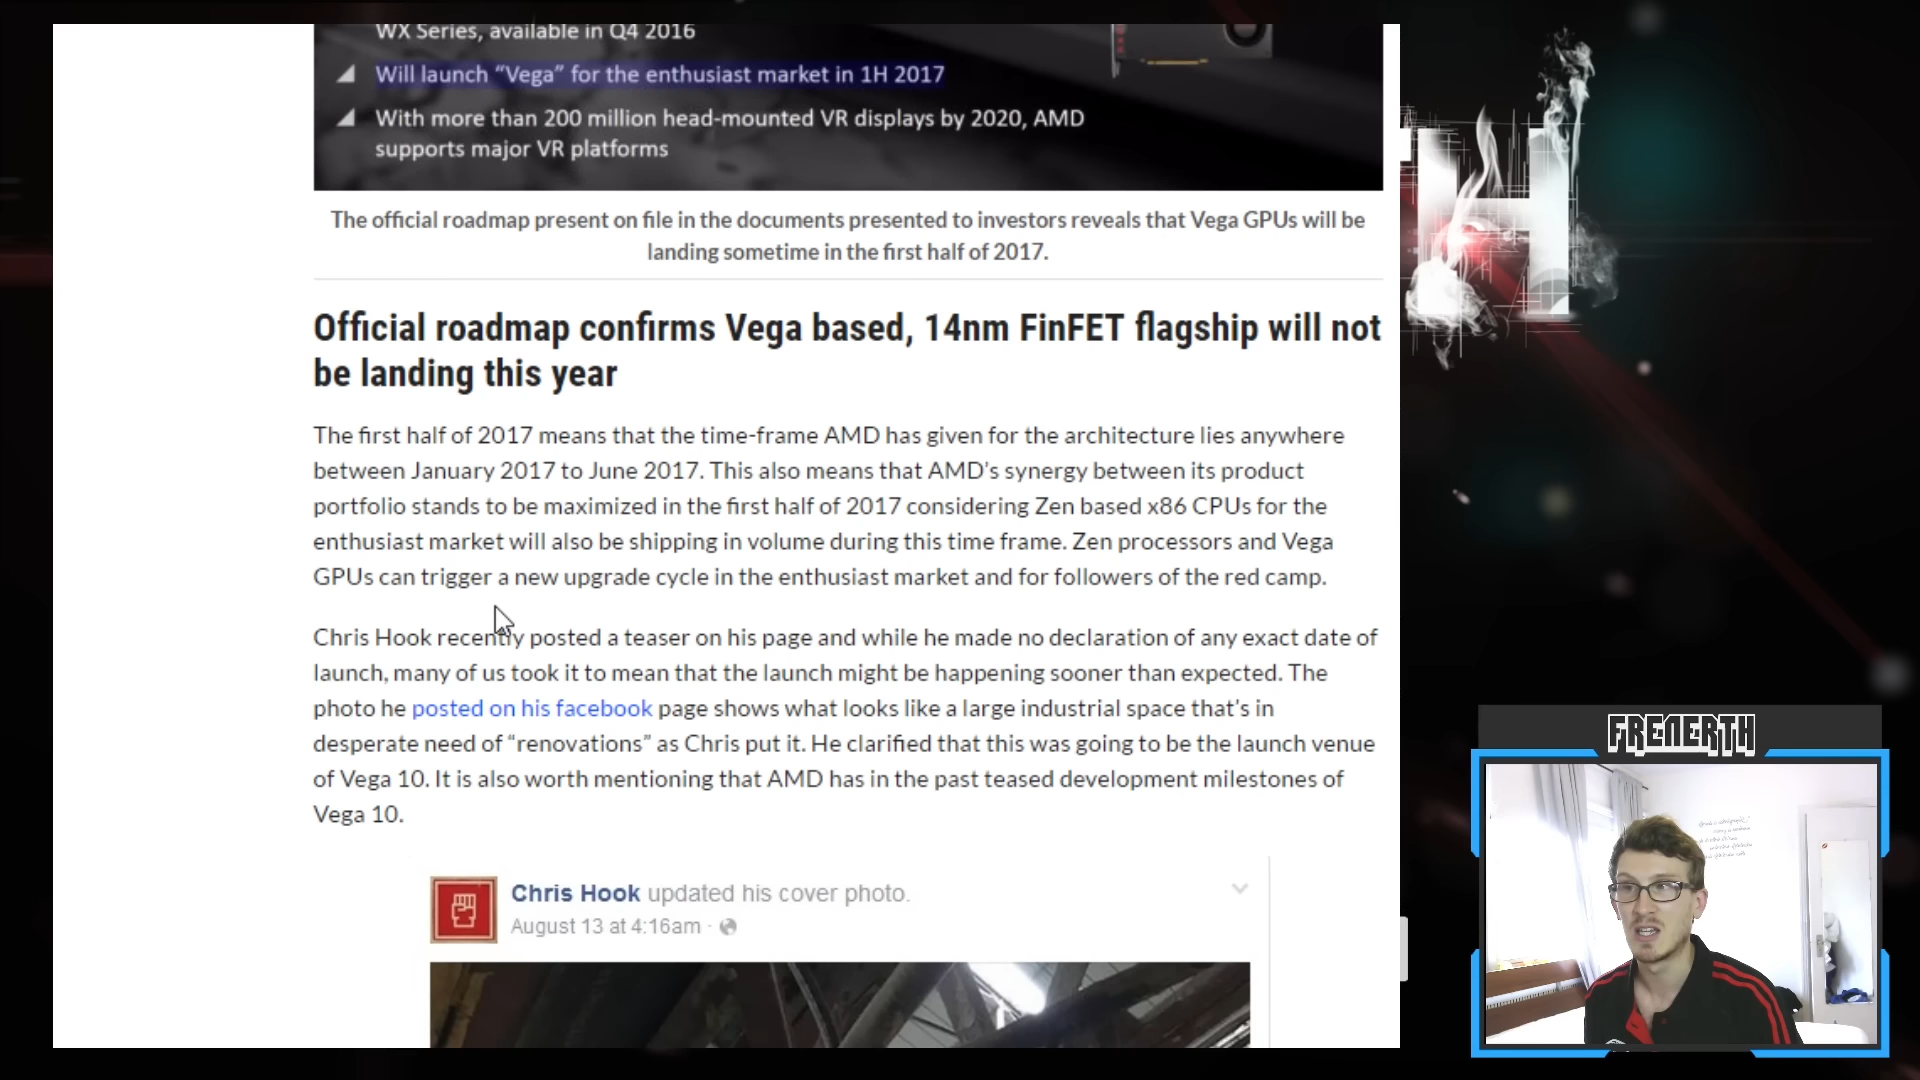 WX Series, available in Q4 2016
Will launch “Vega” for the enthusiast market in 1H 2017
With more than 200 million head-mounted VR displays by 2020, AMD
supports major VR platforms
The official roadmap present on file in the documents presented to investors reveals that Vega GPUs will be
landing sometime in the first half of 2017.
Official roadmap confirms Vega based, 14nm FinFET flagship will not
be landing this year
The first half of 2017 means that the time-frame AMD has given for the architecture lies anywhere
between January 2017 to June 2017. This also means that AMD's synergy between its product
portfolio stands to be maximized in the first half of 2017 considering Zen based x86 CPUs for the
enthusiast market will also be shipping in volume during this time frame. Zen processors and Vega
GPUs can trigger a new upgrade cycle in the enthusiast market and for followers of the red camp.
Chris Hook recently posted a teaser on his page and while he made no declaration of any exact date of
launch, many of us took it to mean that the launch might be happening sooner than expected. The
photo he posted on his facebook page shows what looks like a large industrial space that's in
desperate need of “renovations” as Chris put it. He clarified that this was going to be the launch venue
of Vega 10. It is also worth mentioning that AMD has in the past teased development milestones of
Vega 10.
Chris Hook updated his cover photo.
August 13 at 4:16am ·
H
FRENERTH